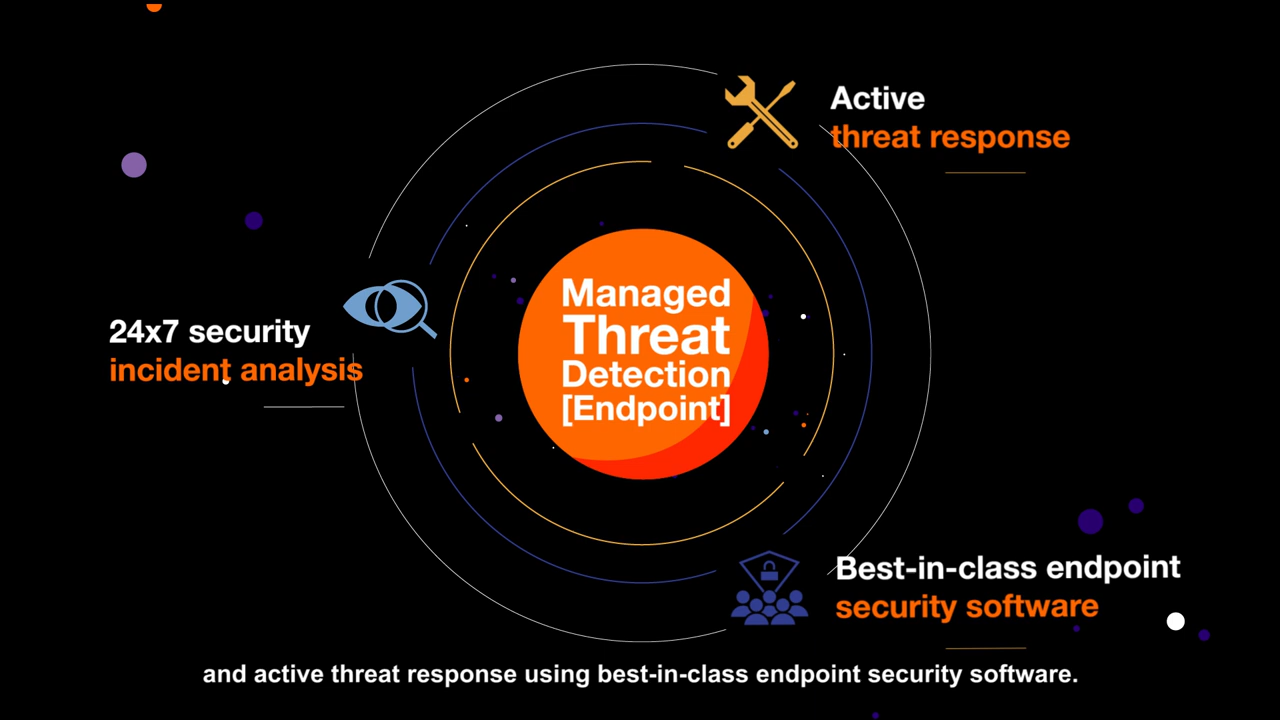 Active
threat response
Managed
Threat
Detection
[Endpoint]
24x7 security
incident analysis
Best-in-class endpoint
security software
and active threat response using best-in-class endpoint security software.